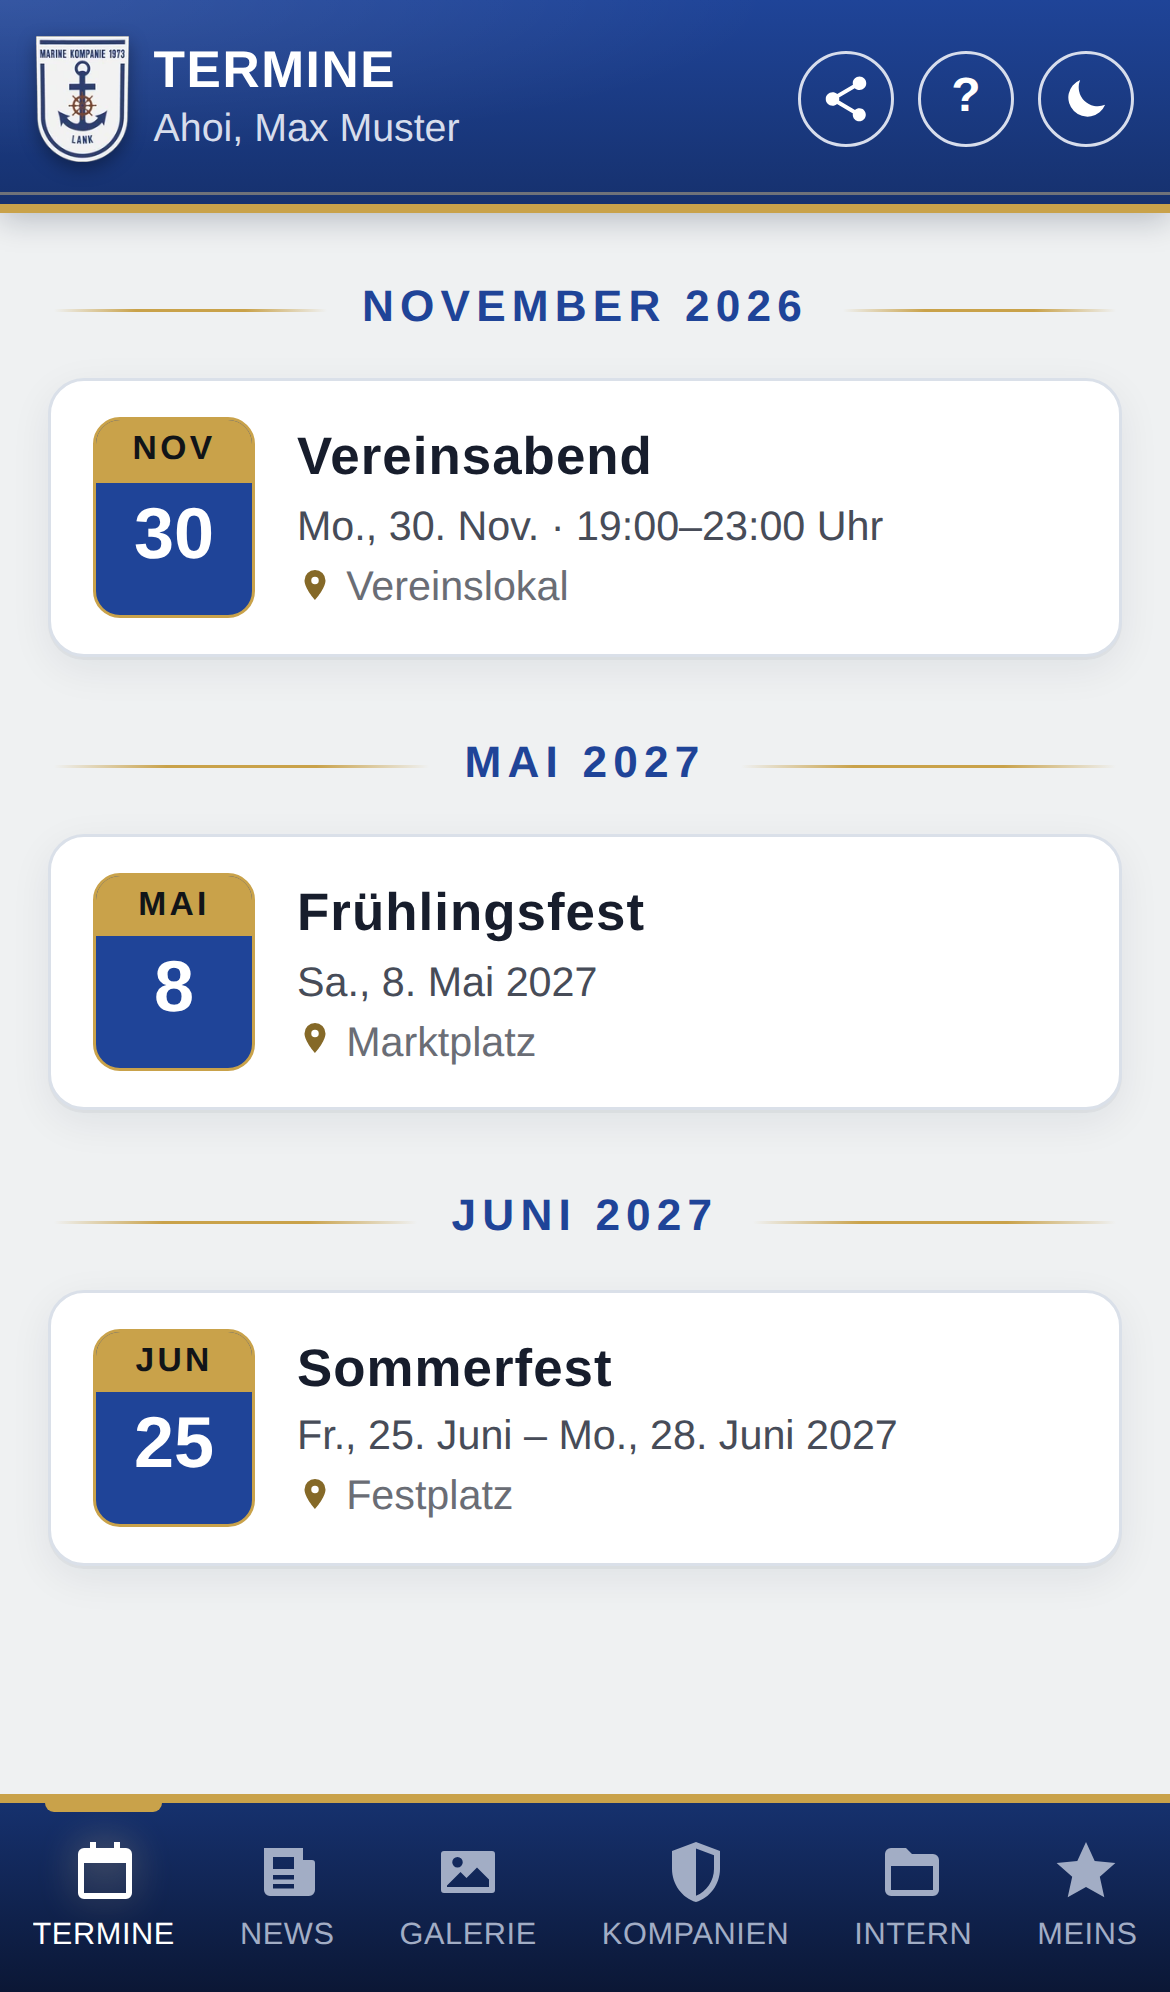 MARINE KOMPANIE 1973
LANK
TERMINE
Ahoi, Max Muster
?
NOVEMBER 2026
NOV
30
Vereinsabend
Mo., 30. Nov. · 19:00–23:00 Uhr
Vereinslokal
MAI 2027
MAI
8
Frühlingsfest
Sa., 8. Mai 2027
Marktplatz
JUNI 2027
JUN
25
Sommerfest
Fr., 25. Juni – Mo., 28. Juni 2027
Festplatz
TERMINE
NEWS
GALERIE
KOMPANIEN
INTERN
MEINS